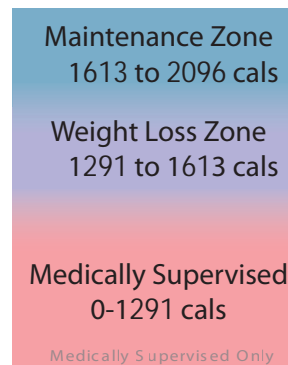 Maintenance Zone
1613 to 2096 cals
Weight Loss Zone
1291 to 1613 cals
Medically Supervised
0-1291 cals
Medically Supervised Only